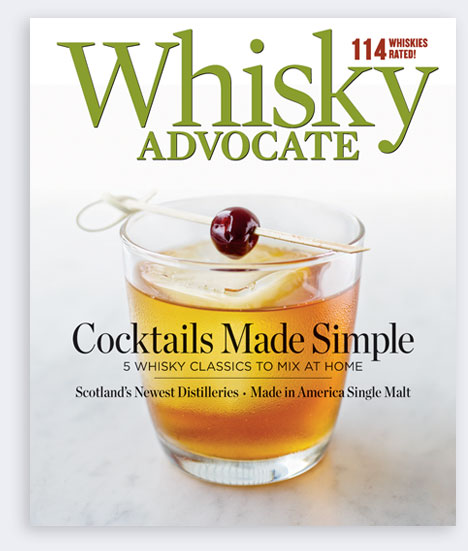 114 WHISKIES
RATED!
Whisky
ADVOCATE
Cocktails Made Simple
5 WHISKY CLASSICS TO MIX AT HOME
Scotland's Newest Distilleries • Made in America Single Malt